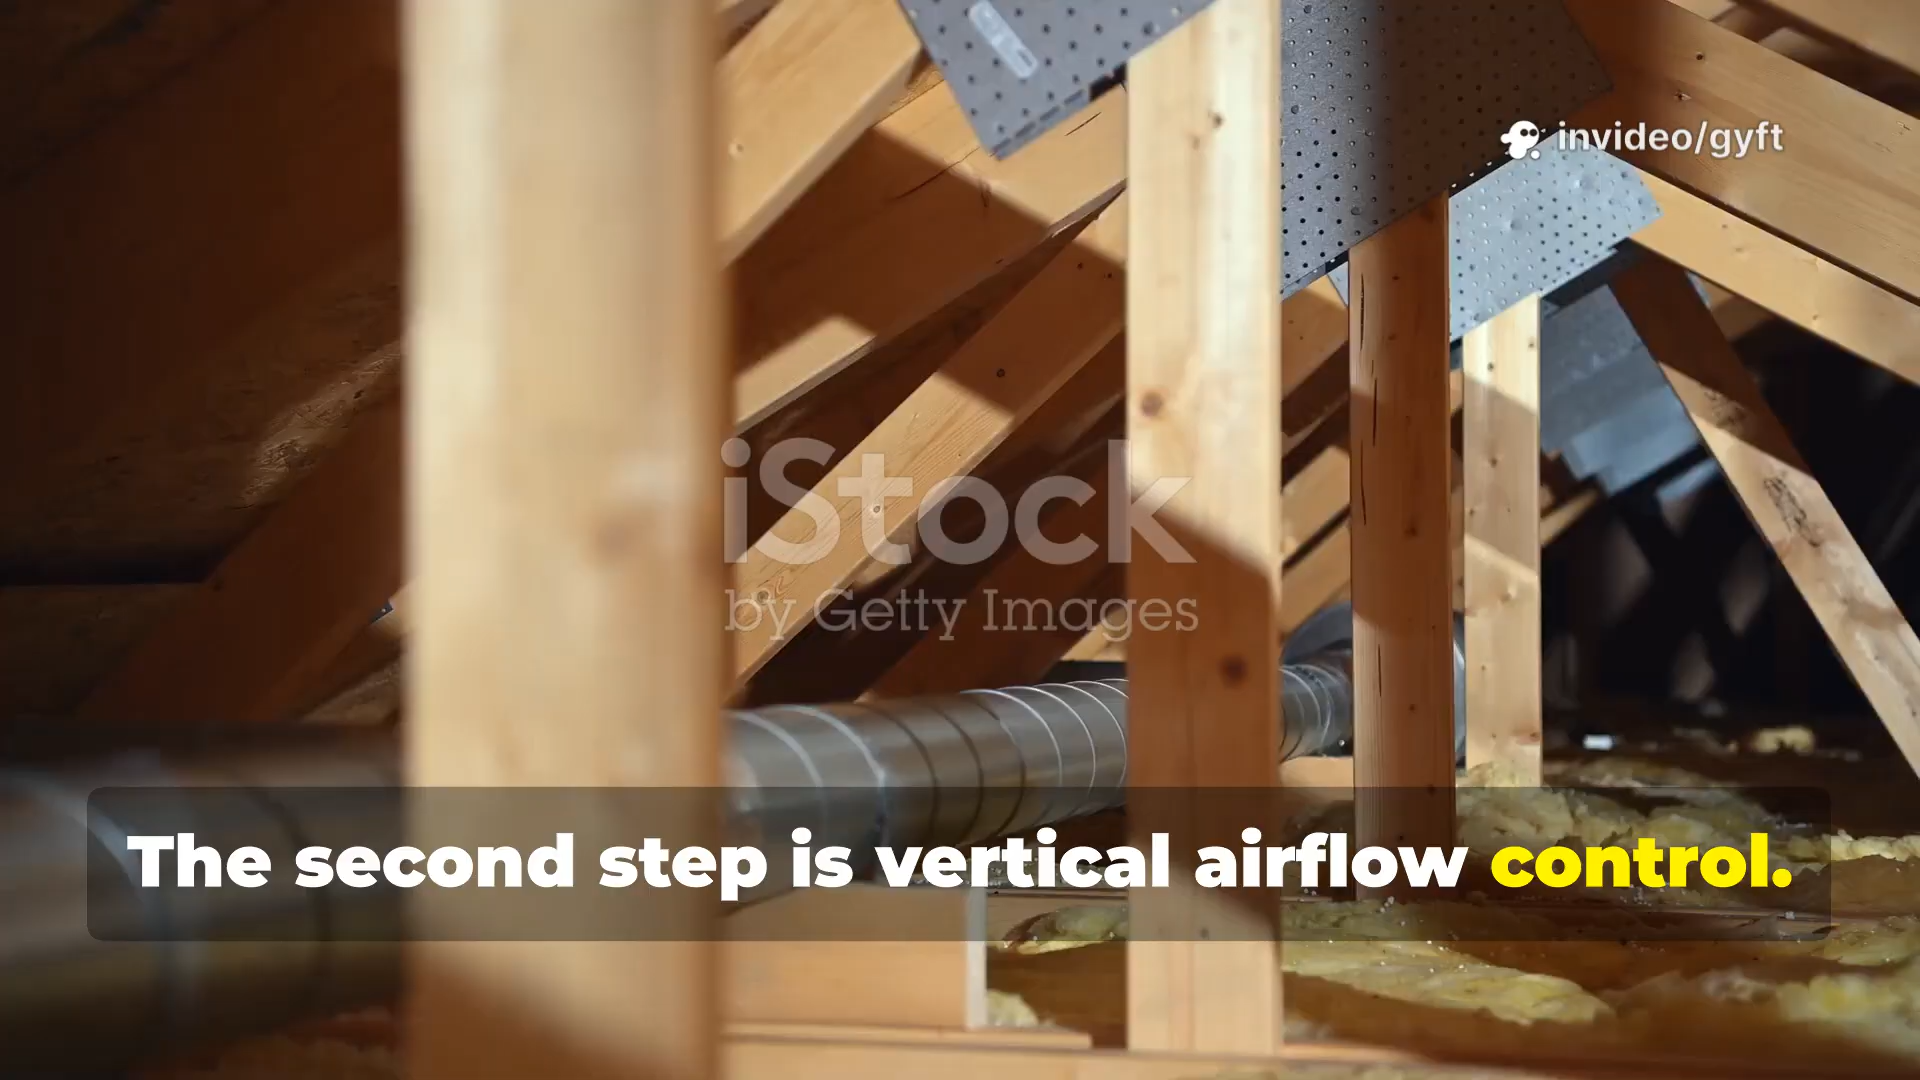 invideo/gyft
iStock
by Getty Images
The second step is vertical airflow control.